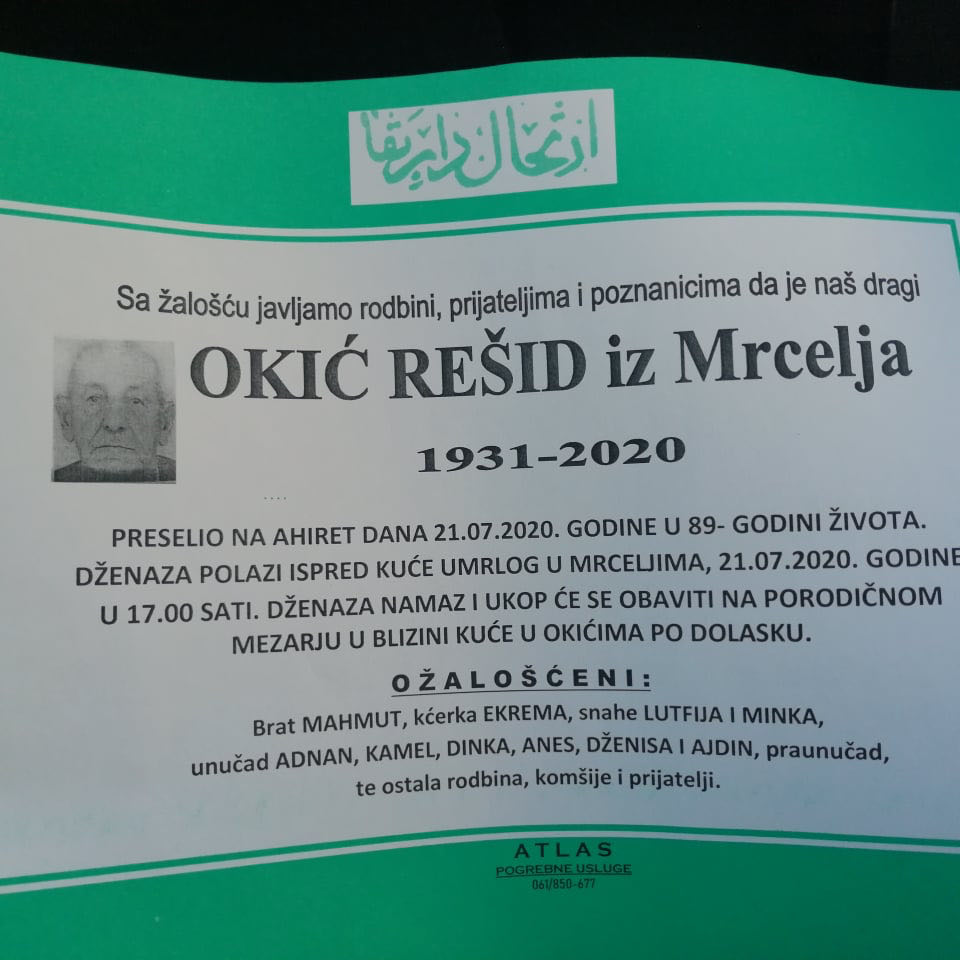 ارتحال دار بقا
Sa žalošću javljamo rodbini, prijateljima i poznanicima da je naš dragi
OKIĆ REŠID iz Mrcelja
1931-2020
....
PRESELIO NA AHIRET DANA 21.07.2020. GODINE U 89- GODINI ŽIVOTA.
DŽENAZA POLAZI ISPRED KUĆE UMRLOG U MRCELJIMA, 21.07.2020. GODINE
U 17.00 SATI. DŽENAZA NAMAZ I UKOP ĆE SE OBAVITI NA PORODIČNOM
MEZARJU U BLIZINI KUĆE U OKIĆIMA PO DOLASKU.
OŽALOŠĆENI:
Brat MAHMUT, kćerka EKREMA, snahe LUTFIJA I MINKA,
unučad ADNAN, KAMEL, DINKA, ANES, DŽENISA I AJDIN, praunučad,
te ostala rodbina, komšije i prijatelji.
ATLAS
POGREBNE USLUGE
061/850-677